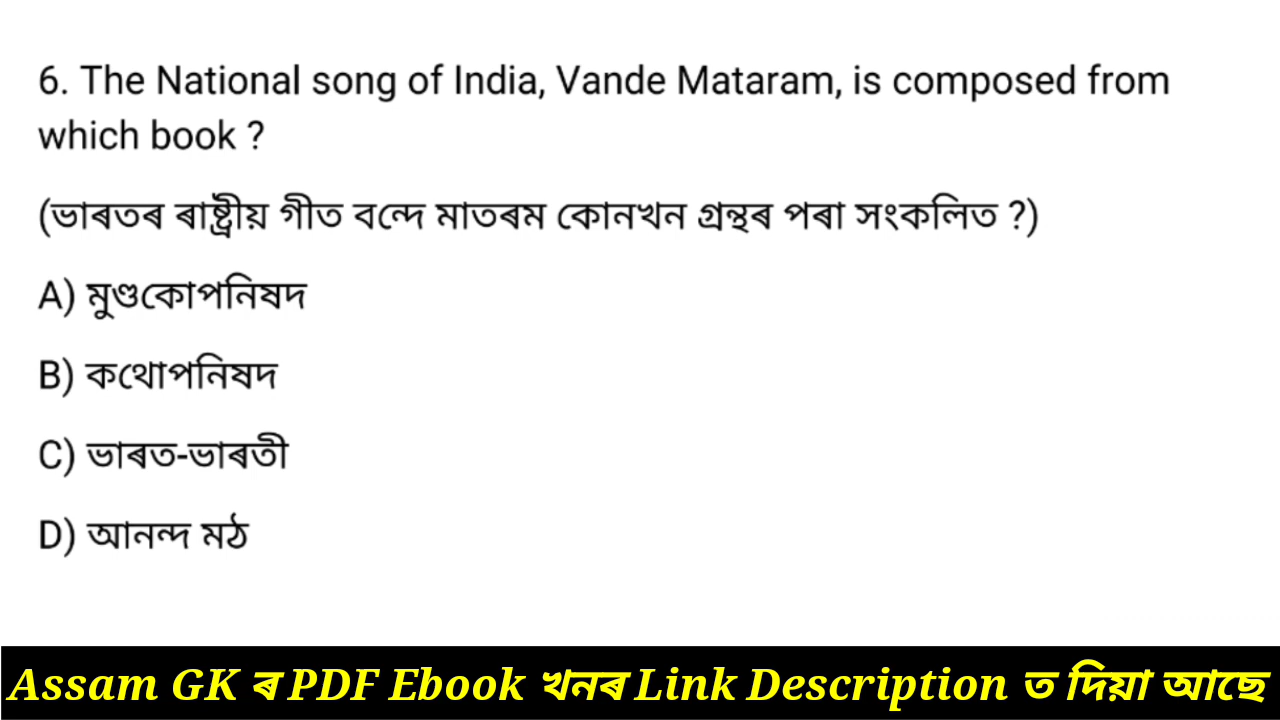 6. The National song of India, Vande Mataram, is composed from
which book ?
(ভাৰতৰ ৰাষ্ট্ৰীয় গীত বন্দে মাতৰম কোনখন গ্ৰন্থৰ পৰা সংকলিত ?)
A) মুণ্ডকোপনিষদ
B) কথোপনিষদ
C) ভাৰত-ভাৰতী
D) আনন্দ মঠ
Assam GK ৰ PDF Ebook খনৰ Link Description ত দিয়া আছে